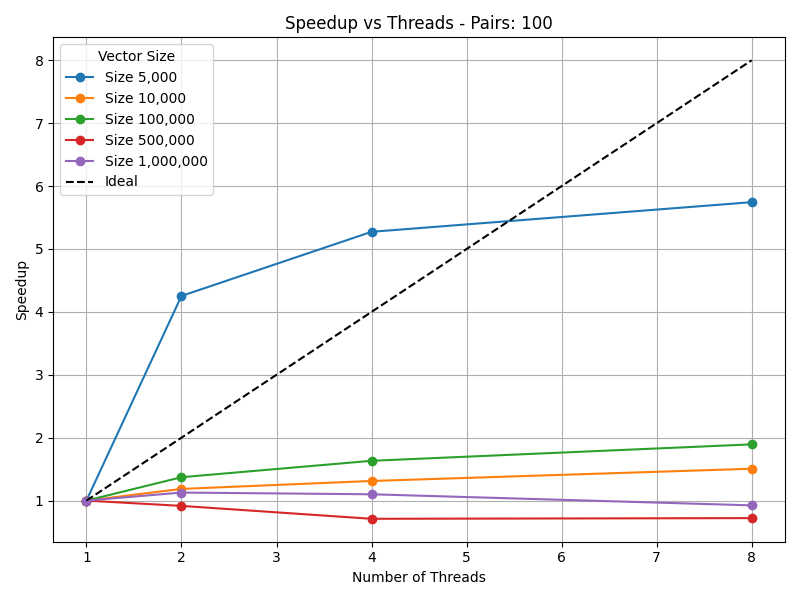 Speedup vs Threads - Pairs: 100
Vector Size
Size 5,000
Size 10,000
Size 100,000
Size 500,000
Size 1,000,000
Ideal
8
7
6
5
4
3
2
1
Speedup
1 2 3 4 5 6 7 8
Number of Threads